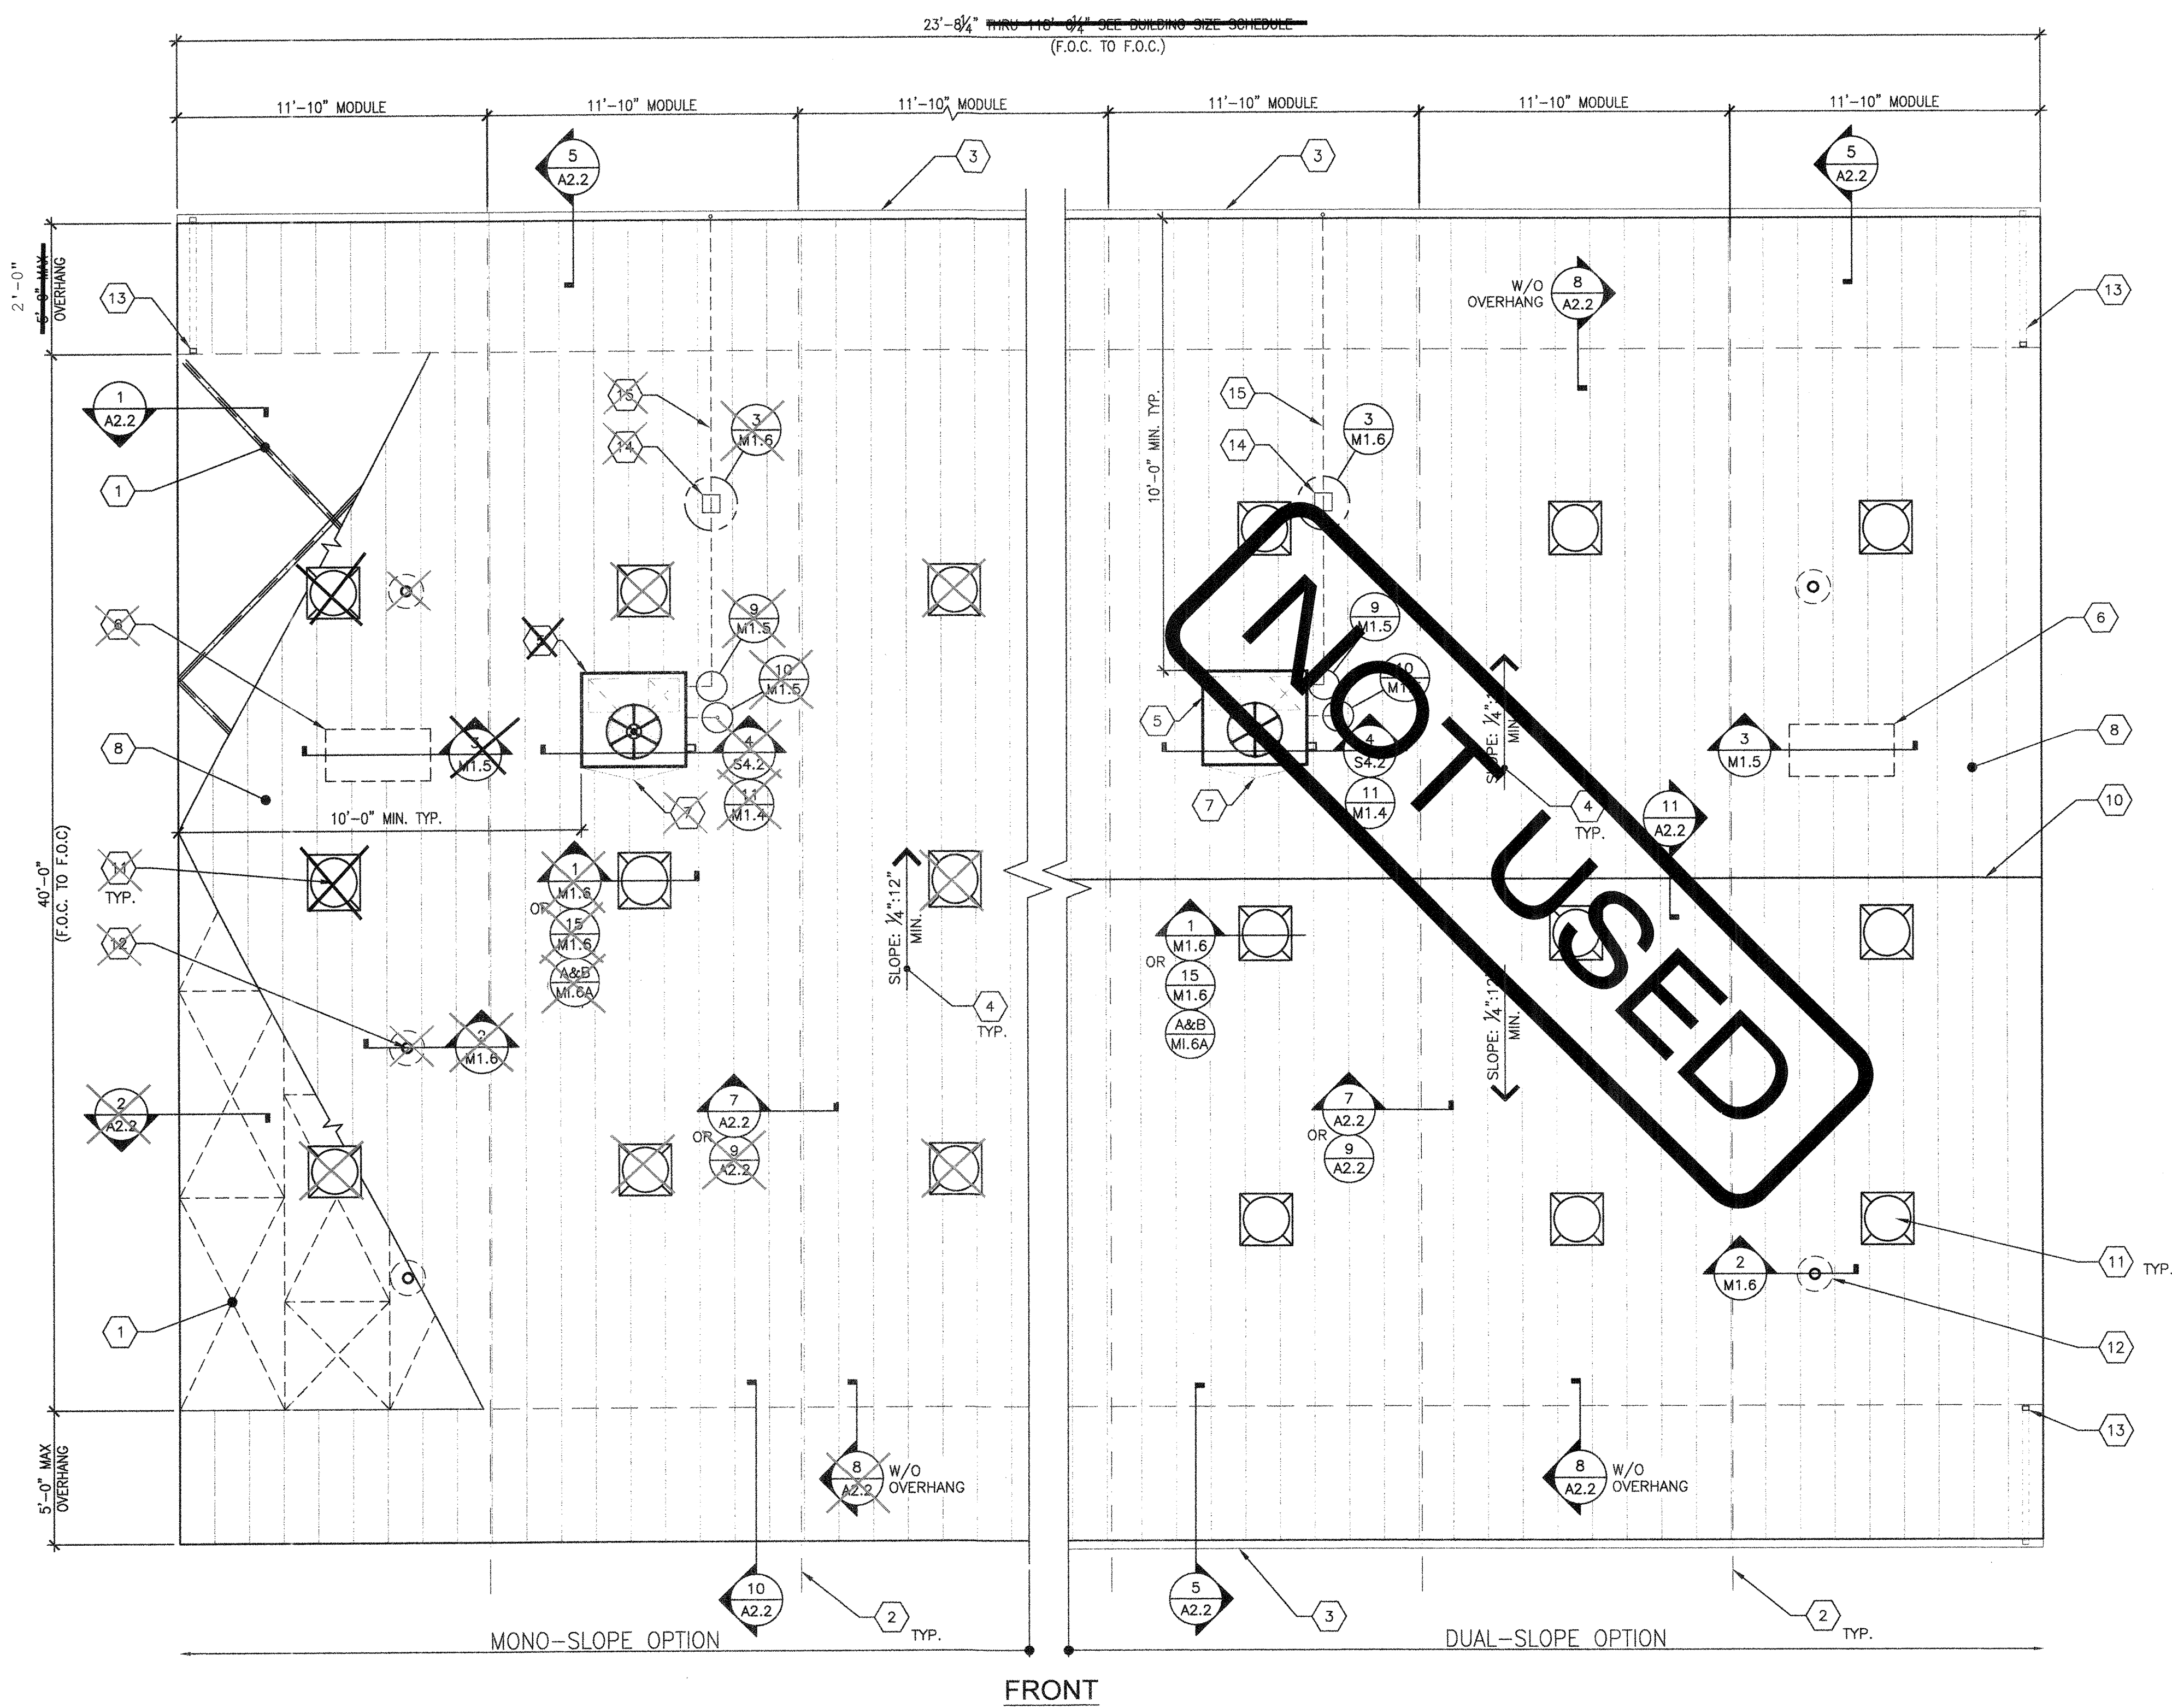 23'-8¼" THRU 118'-8¼" SEE BUILDING SIZE SCHEDULE
(F.O.C. TO F.O.C.)
11'-10" MODULE
11'-10" MODULE
11'-10" MODULE
11'-10" MODULE
11'-10" MODULE
11'-10" MODULE
5
A2.2
3
3
5
A2.2
2'-0"
OVERHANG
13
W/O
OVERHANG
8
A2.2
13
1
A2.2
1
15
14
3
M1.6
10'-0" MIN. TYP.
15
14
3
M1.6
6
5
9
M1.5
10
M1.5
9
M1.5
10
5
6
8
3
M1.5
4
S4.2
11
M1.4
7
10'-0" MIN. TYP.
7
4
S4.2
11
M1.4
SLOPE: ¼":12"
MIN.
4
TYP.
11
A2.2
3
M1.5
8
10
NOT USED
40'-0"
(F.O.C. TO F.O.C)
11
TYP.
12
1
M1.6
OR
15
M1.6
A&B
M1.6A
SLOPE: ¼":12"
MIN.
4
TYP.
1
M1.6
OR
15
M1.6
A&B
M1.6A
SLOPE: ¼":12"
MIN.
2
M1.6
2
A2.2
7
A2.2
OR
9
A2.2
7
A2.2
OR
9
A2.2
2
M1.6
11
TYP.
12
1
13
5'-0" MAX
OVERHANG
8
A2.2
W/O
OVERHANG
8
A2.2
W/O
OVERHANG
10
A2.2
2
TYP.
5
A2.2
3
2
TYP.
MONO-SLOPE OPTION
DUAL-SLOPE OPTION
FRONT